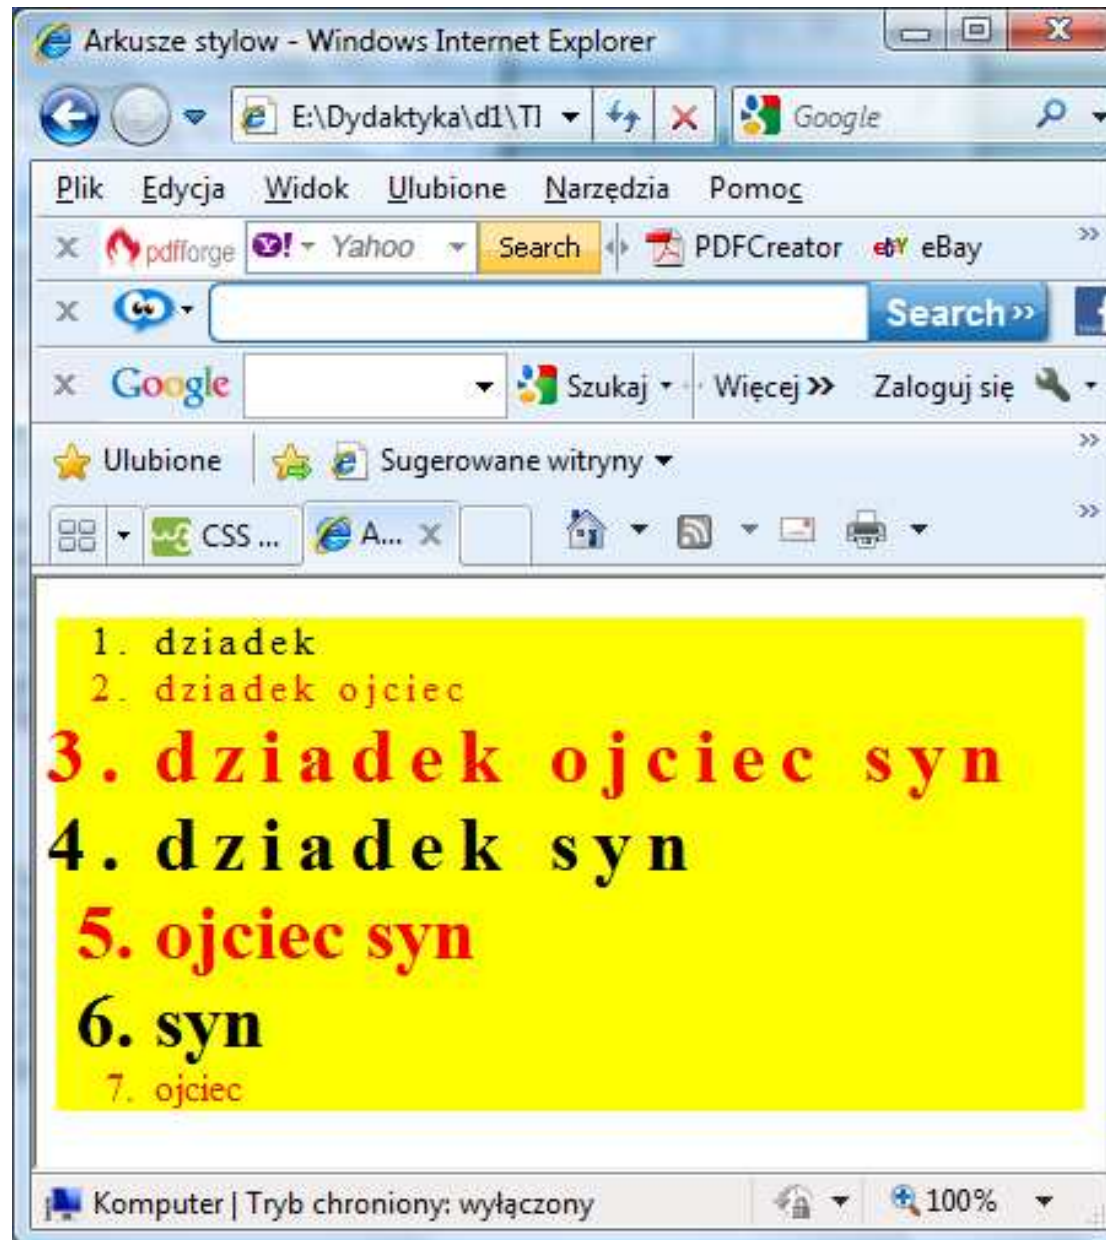 Arkusze stylow - Windows Internet Explorer
E:\Dydaktyka\d1\Tl Google
Plik Edycja Widok Ulubione Narzędzia Pomoc
pdfforge Y! Yahoo Search PDFCreator ebY eBay
Search »
Google Szukaj Więcej » Zaloguj się
Ulubione Sugerowane witryny
CSS ... A...
1. dziadek
2. dziadek ojciec
3. dziadek ojciec syn
4. dziadek syn
5. ojciec syn
6. syn
7. ojciec
Komputer | Tryb chroniony: wyłączony 100%